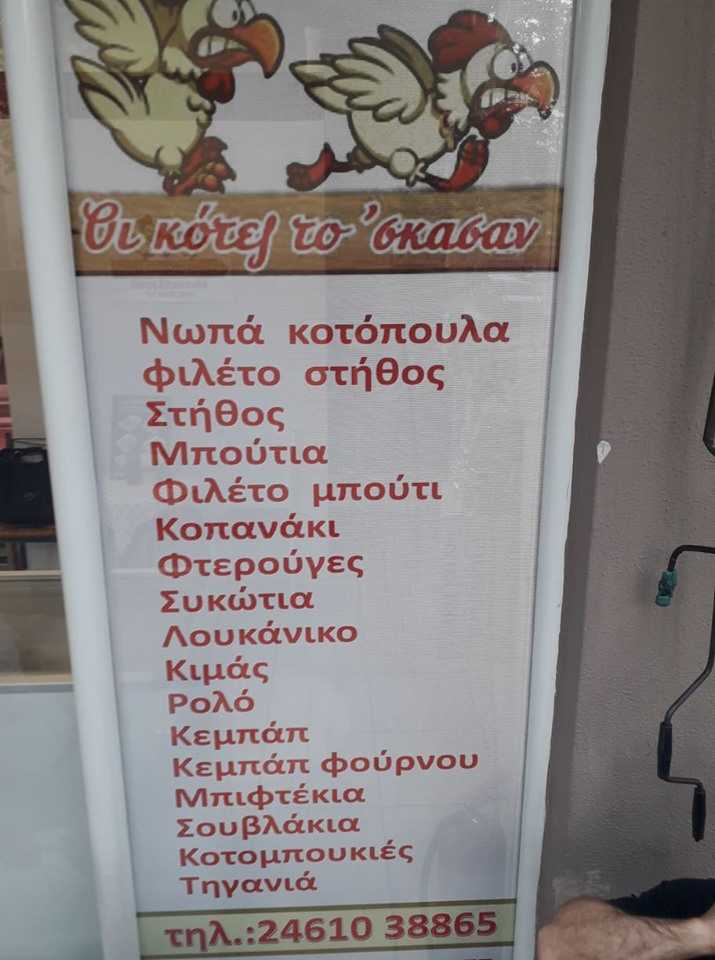 Οι κότες το 'σκασαν
Νωπά κοτόπουλα
φιλέτο στήθος
Στήθος
Μπούτια
Φιλέτο μπούτι
Κοπανάκι
Φτερούγες
Συκώτια
Λουκάνικο
Κιμάς
Ρολό
Κεμπάπ
Κεμπάπ φούρνου
Μπιφτέκια
Σουβλάκια
Κοτομπουκιές
Τηγανιά
τηλ.:24610 38865